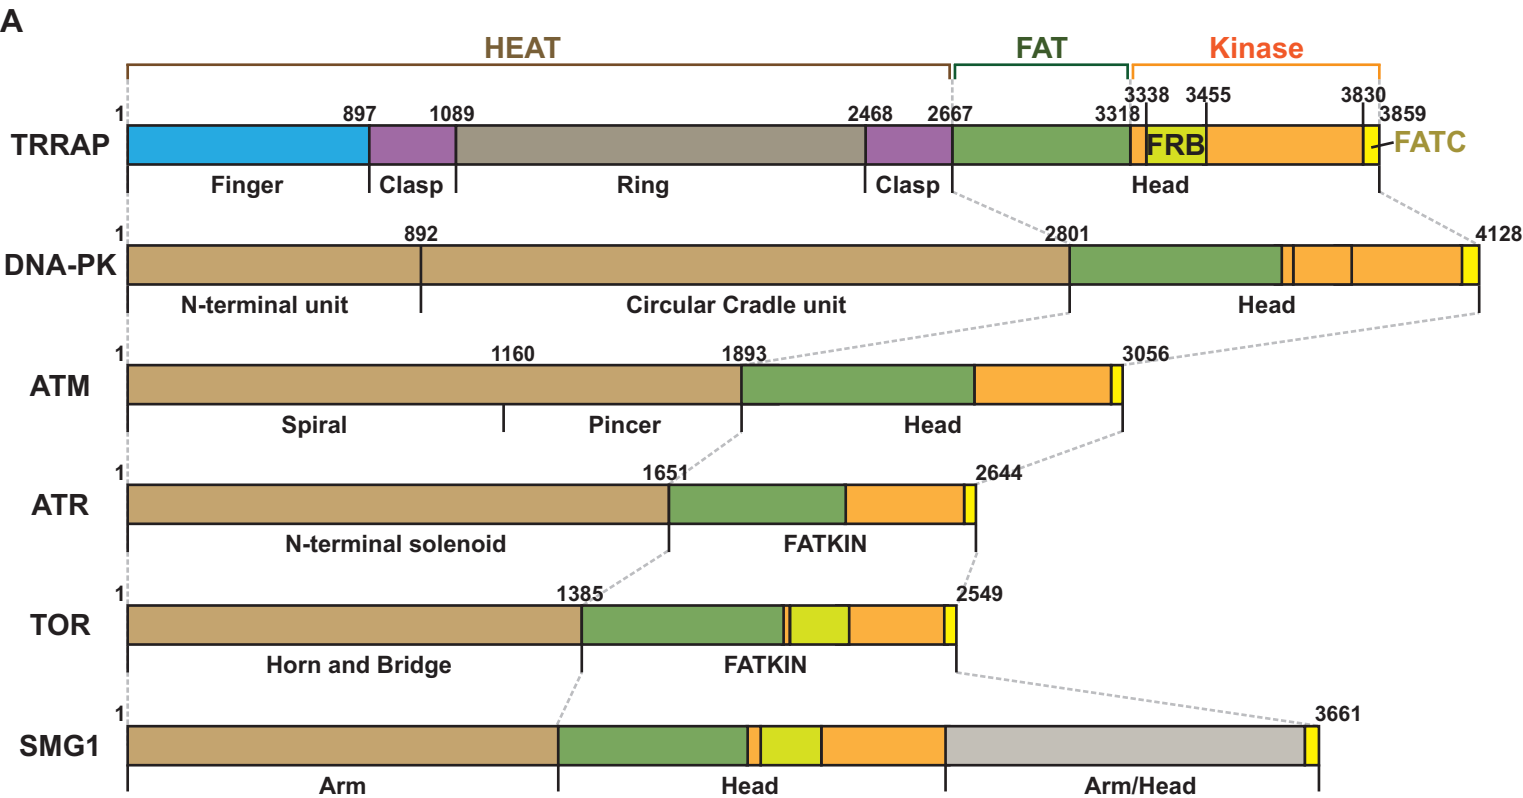 A
HEAT FAT Kinase
1 897 1089 2468 2667 3318 3338 3455 3830 3859
TRRAP FRB FATC
Finger Clasp Ring Clasp Head
1 892 2801 4128
DNA-PK
N-terminal unit Circular Cradle unit Head
1 1160 1893 3056
ATM
Spiral Pincer Head
1 1651 2644
ATR
N-terminal solenoid FATKIN
1 1385 2549
TOR
Horn and Bridge FATKIN
1 3661
SMG1
Arm Head Arm/Head